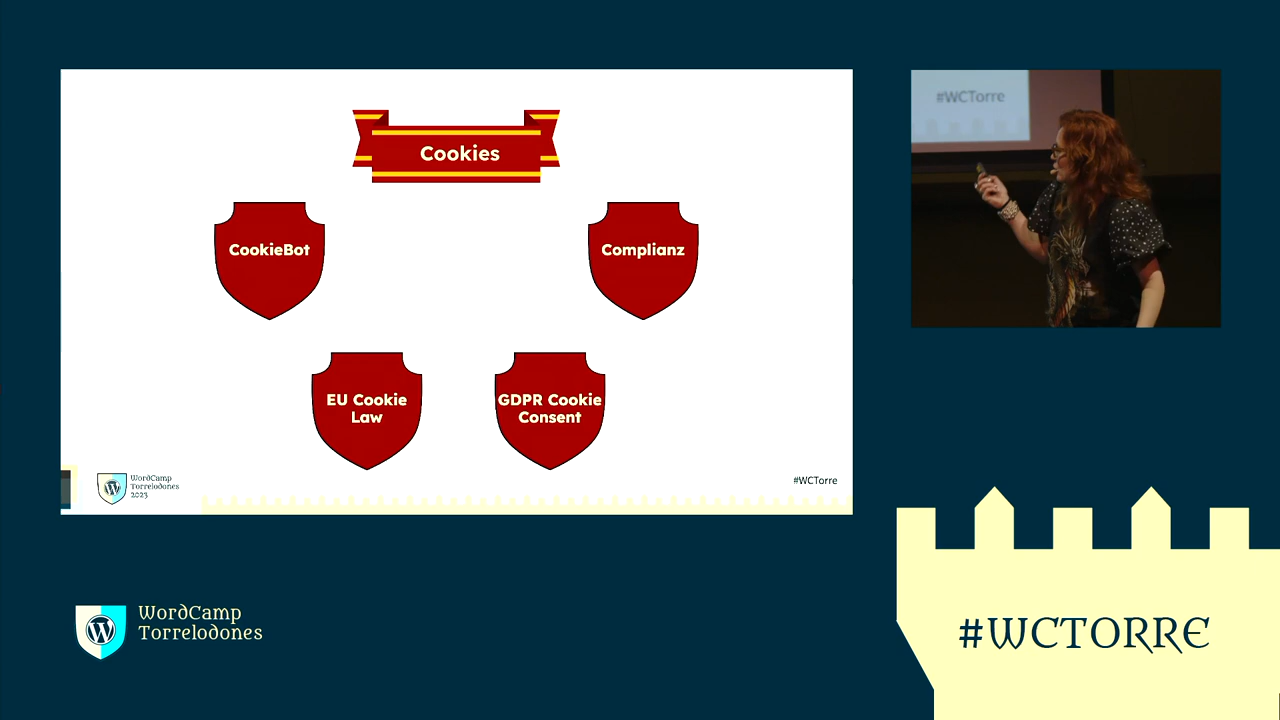 Cookies
CookieBot
Complianz
EU Cookie
Law
GDPR Cookie
Consent
WordCamp
Torrelodones
2023
#WCTorre
#WCTorre
WordCamp
Torrelodones
#WCTORRE